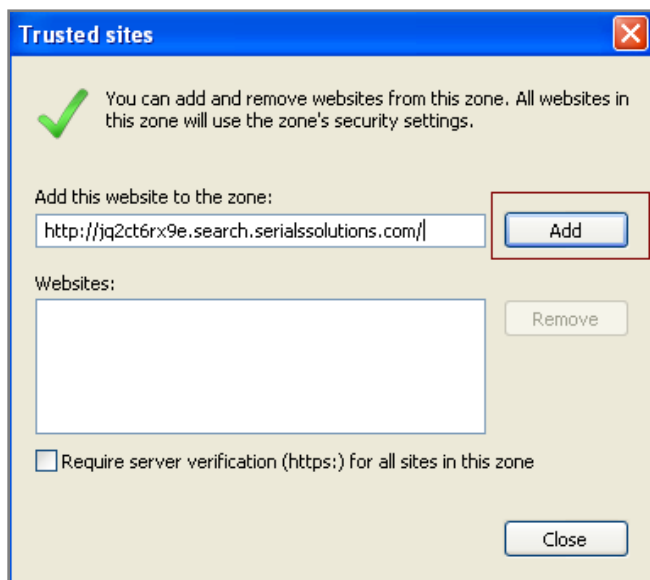 Trusted sites
You can add and remove websites from this zone. All websites in
this zone will use the zone's security settings.
Add this website to the zone:
http://jq2ct6rx9e.search.serialssolutions.com/
Add
Websites:
Remove
Require server verification (https:) for all sites in this zone
Close